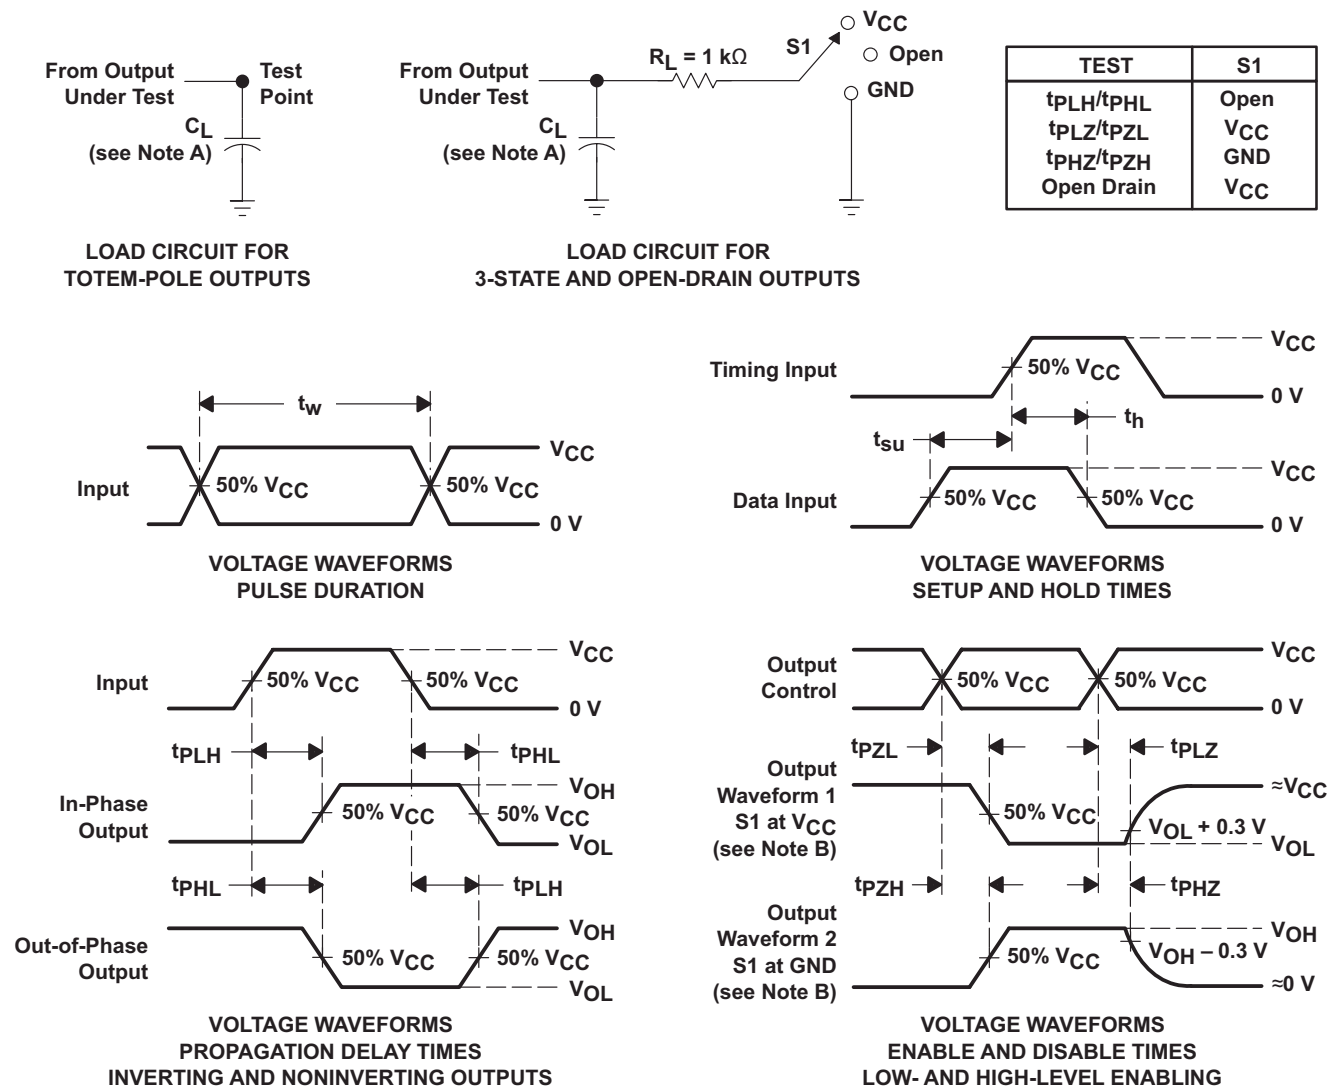 From Output
Under Test
Test
Point
CL
(see Note A)
LOAD CIRCUIT FOR
TOTEM-POLE OUTPUTS
From Output
Under Test
RL = 1 kΩ
S1
VCC
Open
GND
CL
(see Note A)
LOAD CIRCUIT FOR
3-STATE AND OPEN-DRAIN OUTPUTS
TEST S1
tPLH/tPHL Open
tPLZ/tPZL VCC
tPHZ/tPZH GND
Open Drain VCC
tw
Input
50% VCC
50% VCC
VCC
0 V
VOLTAGE WAVEFORMS
PULSE DURATION
Timing Input
50% VCC
VCC
0 V
tsu
th
Data Input
50% VCC
50% VCC
VCC
0 V
VOLTAGE WAVEFORMS
SETUP AND HOLD TIMES
Input
50% VCC
50% VCC
VCC
0 V
tPLH
tPHL
In-Phase
Output
50% VCC
50% VCC
VOH
VOL
tPHL
tPLH
Out-of-Phase
Output
50% VCC
50% VCC
VOH
VOL
VOLTAGE WAVEFORMS
PROPAGATION DELAY TIMES
INVERTING AND NONINVERTING OUTPUTS
Output
Control
50% VCC
50% VCC
VCC
0 V
tPZL
tPLZ
Output
Waveform 1
S1 at VCC
(see Note B)
50% VCC
VOL + 0.3 V
≈VCC
VOL
tPZH
tPHZ
Output
Waveform 2
S1 at GND
(see Note B)
50% VCC
VOH – 0.3 V
VOH
≈0 V
VOLTAGE WAVEFORMS
ENABLE AND DISABLE TIMES
LOW- AND HIGH-LEVEL ENABLING